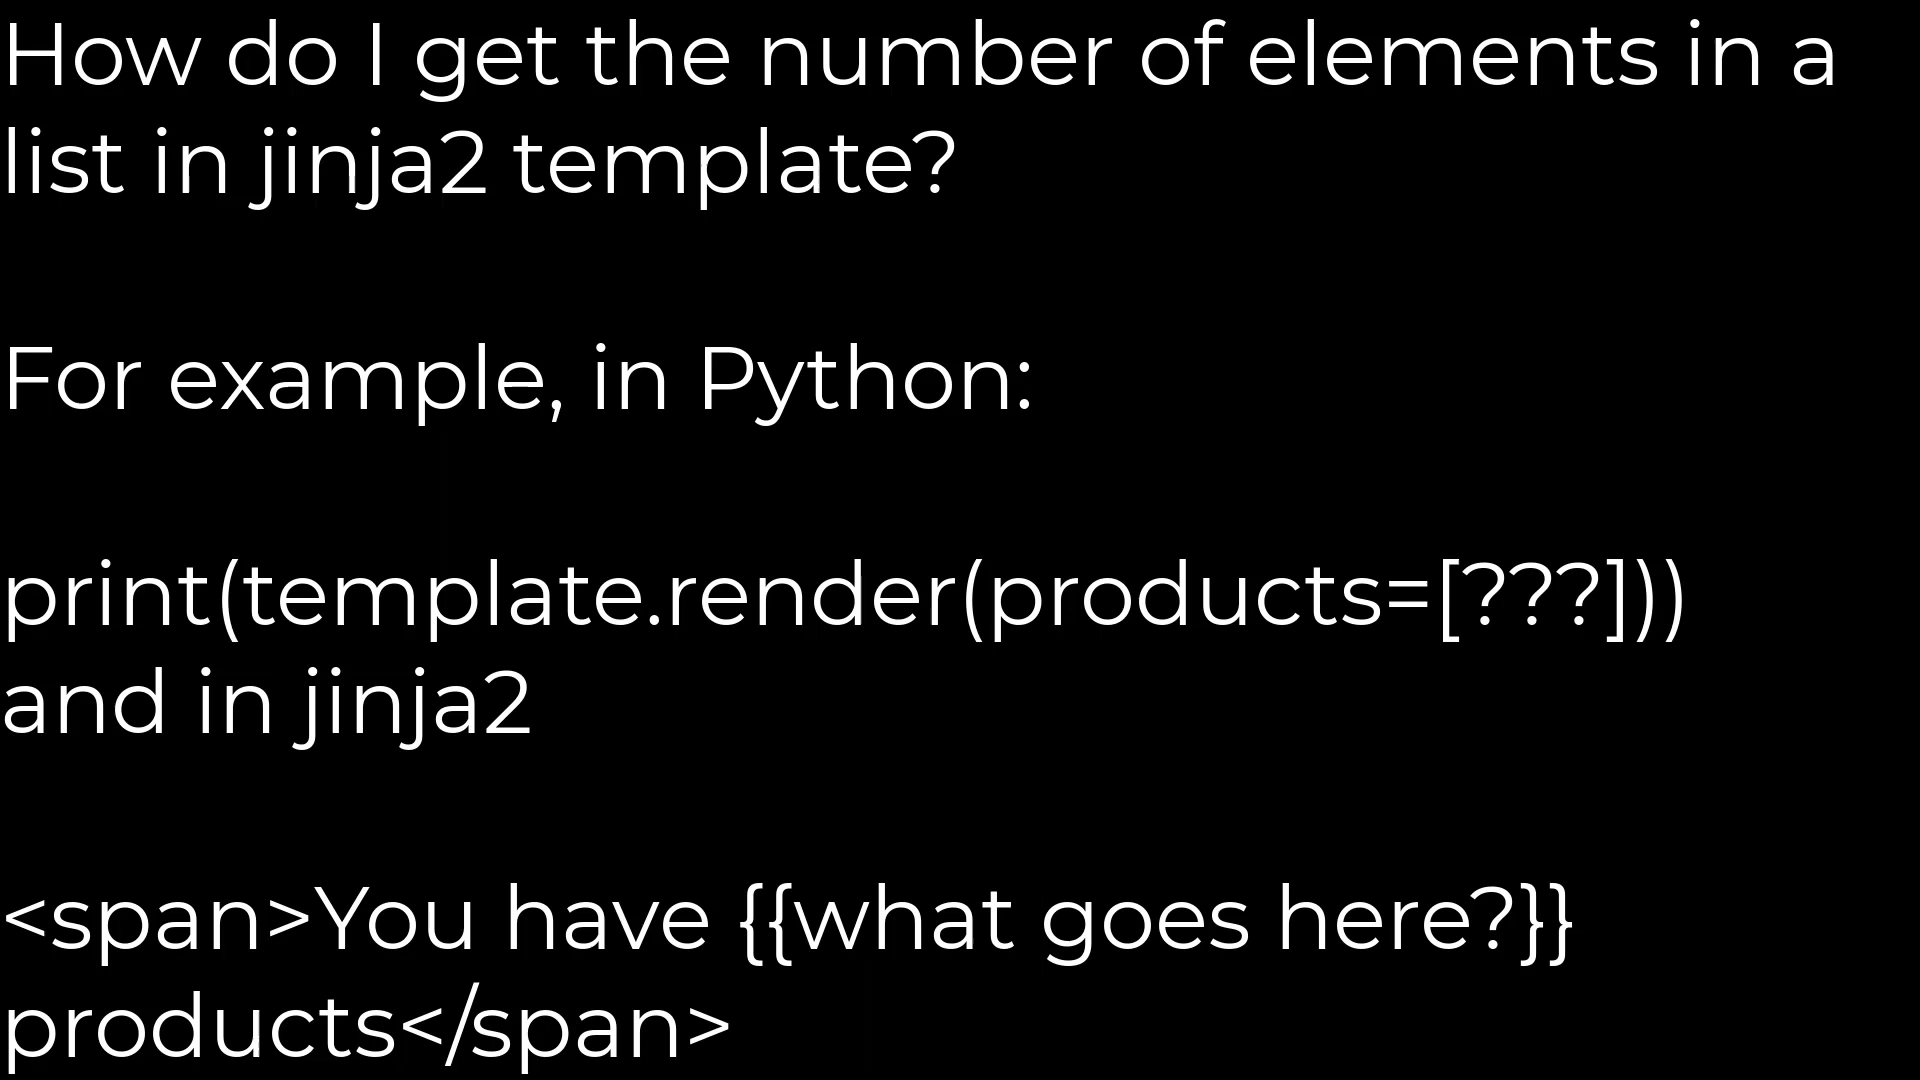 How do I get the number of elements in a
list in jinja2 template?
For example, in Python:
print(template.render(products=[???]))
and in jinja2
<span>You have {{what goes here?}}
products</span>